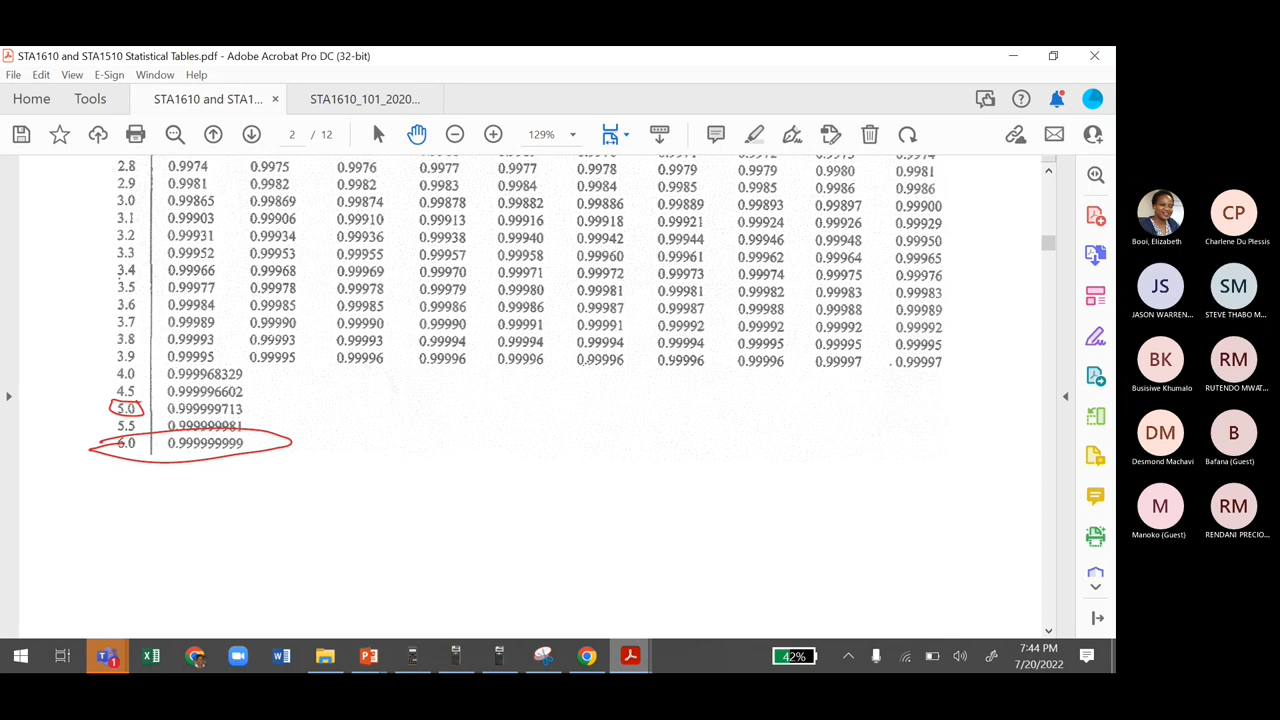 STA1610 and STA1510 Statistical Tables.pdf - Adobe Acrobat Pro DC (32-bit)
File Edit View E-Sign Window Help
Home Tools STA1610 and STA1... × STA1610_101_2020...
2 / 12 129%
2.8 0.9974 0.9975 0.9976 0.9977 0.9977 0.9978 0.9979 0.9979 0.9980 0.9981
2.9 0.9981 0.9982 0.9982 0.9983 0.9984 0.9984 0.9985 0.9985 0.9986 0.9986
3.0 0.99865 0.99869 0.99874 0.99878 0.99882 0.99886 0.99889 0.99893 0.99897 0.99900
3.1 0.99903 0.99906 0.99910 0.99913 0.99916 0.99918 0.99921 0.99924 0.99926 0.99929
3.2 0.99931 0.99934 0.99936 0.99938 0.99940 0.99942 0.99944 0.99946 0.99948 0.99950
3.3 0.99952 0.99953 0.99955 0.99957 0.99958 0.99960 0.99961 0.99962 0.99964 0.99965
3.4 0.99966 0.99968 0.99969 0.99970 0.99971 0.99972 0.99973 0.99974 0.99975 0.99976
3.5 0.99977 0.99978 0.99978 0.99979 0.99980 0.99981 0.99981 0.99982 0.99983 0.99983
3.6 0.99984 0.99985 0.99985 0.99986 0.99986 0.99987 0.99987 0.99988 0.99988 0.99989
3.7 0.99989 0.99990 0.99990 0.99990 0.99991 0.99991 0.99992 0.99992 0.99992 0.99992
3.8 0.99993 0.99993 0.99993 0.99994 0.99994 0.99994 0.99994 0.99995 0.99995 0.99995
3.9 0.99995 0.99995 0.99996 0.99996 0.99996 0.99996 0.99996 0.99996 0.99997 0.99997
4.0 0.999968329
4.5 0.999996602
5.0 0.999999713
5.5 0.999999981
6.0 0.999999999
CP
Booi, Elizabeth Charlene Du Plessis
JS SM
JASON WARREN... STEVE THABO M...
BK RM
Busisiwe Khumalo RUTENDO MWAT...
DM B
Desmond Machavi Bafana (Guest)
M RM
Manoko (Guest) RENDANI PRECIO...
1
42%
7:44 PM
7/20/2022